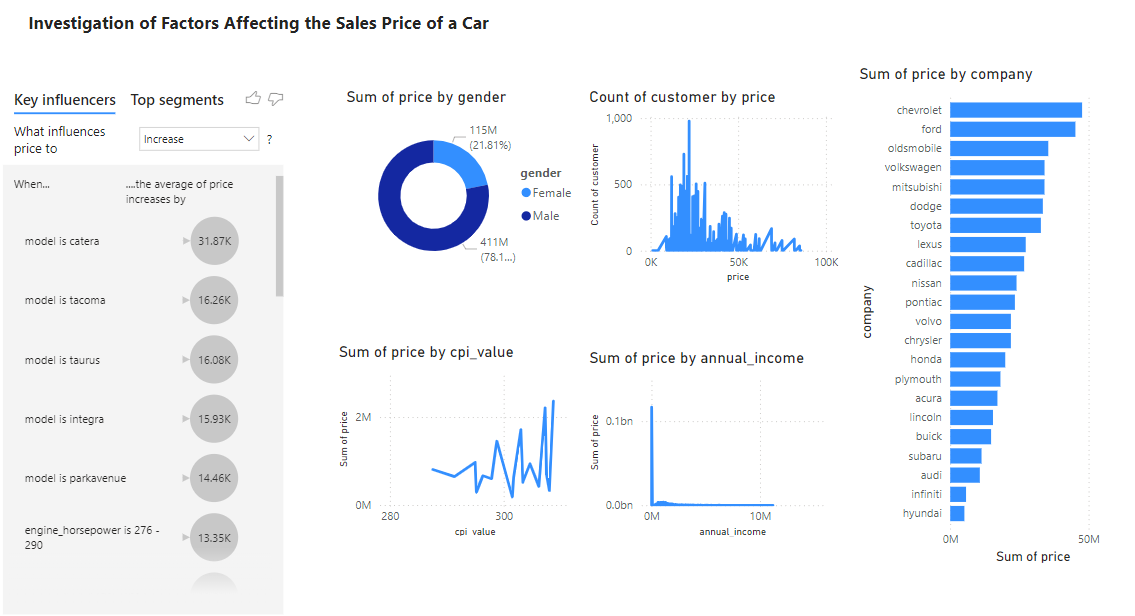 Investigation of Factors Affecting the Sales Price of a Car
Key influencers
Top segments
What influences
price to
Increase
?
When...
....the average of price
increases by
model is catera
31.87K
model is tacoma
16.26K
model is taurus
16.08K
model is integra
15.93K
model is parkavenue
14.46K
engine_horsepower is 276 -
290
13.35K
Sum of price by gender
115M
(21.81%)
411M
(78.1...)
gender
Female
Male
Count of customer by price
Count of customer
1,000
500
0
0K
50K
100K
price
Sum of price by cpi_value
Sum of price
2M
0M
280
300
cpi_value
Sum of price by annual_income
Sum of price
0.1bn
0.0bn
0M
10M
annual_income
Sum of price by company
company
chevrolet
ford
oldsmobile
volkswagen
mitsubishi
dodge
toyota
lexus
cadillac
nissan
pontiac
volvo
chrysler
honda
plymouth
acura
lincoln
buick
subaru
audi
infiniti
hyundai
0M
50M
Sum of price